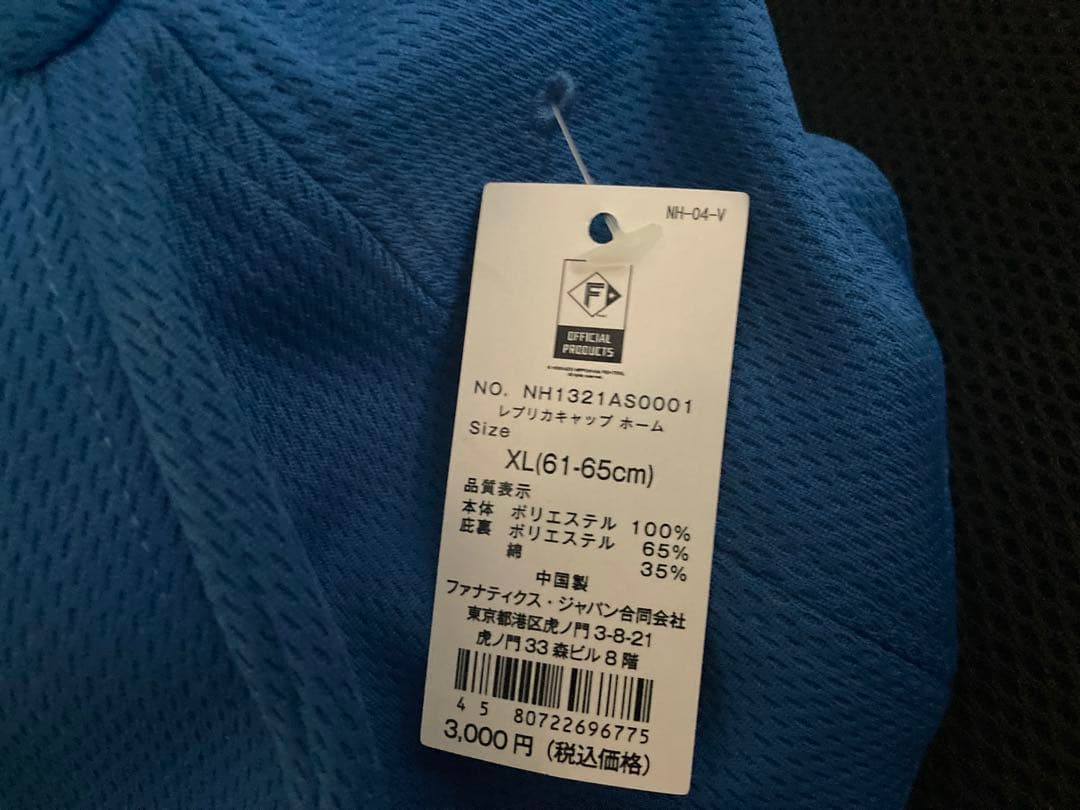 NH-04-V
F
OFFICIAL
PRODUCTS
NO. NH1321AS0001
レプリカキャップ ホーム
Size
XL(61-65cm)
品質表示
本体 ポリエステル 100%
庇裏 ポリエステル 65%
綿 35%
中国製
ファナティクス・ジャパン合同会社
東京都港区虎ノ門3-8-21
虎ノ門33森ビル8階
45 80722696775
3,000円(税込価格)